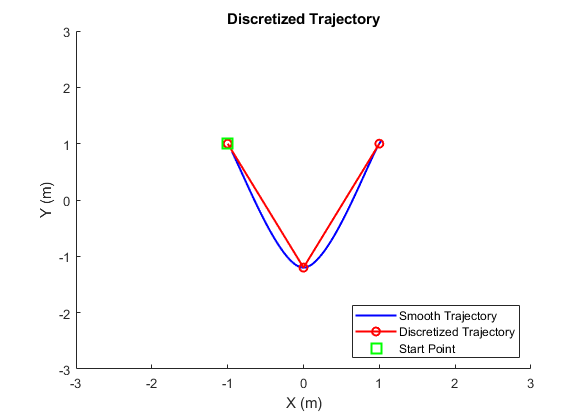 Discretized Trajectory
3
2
1
0
-1
-2
-3
Y (m)
-3
-2
-1
0
1
2
3
X (m)
Smooth Trajectory
Discretized Trajectory
Start Point